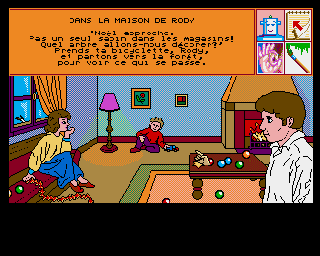 DANS LA MAISON DE RODY
"Noël approche.
Pas un seul sapin dans les magasins!
Quel arbre allons-nous décorer?"
Prends ta bicyclette, Rody,
et partons vers la forêt,
pour voir ce qui se passe.